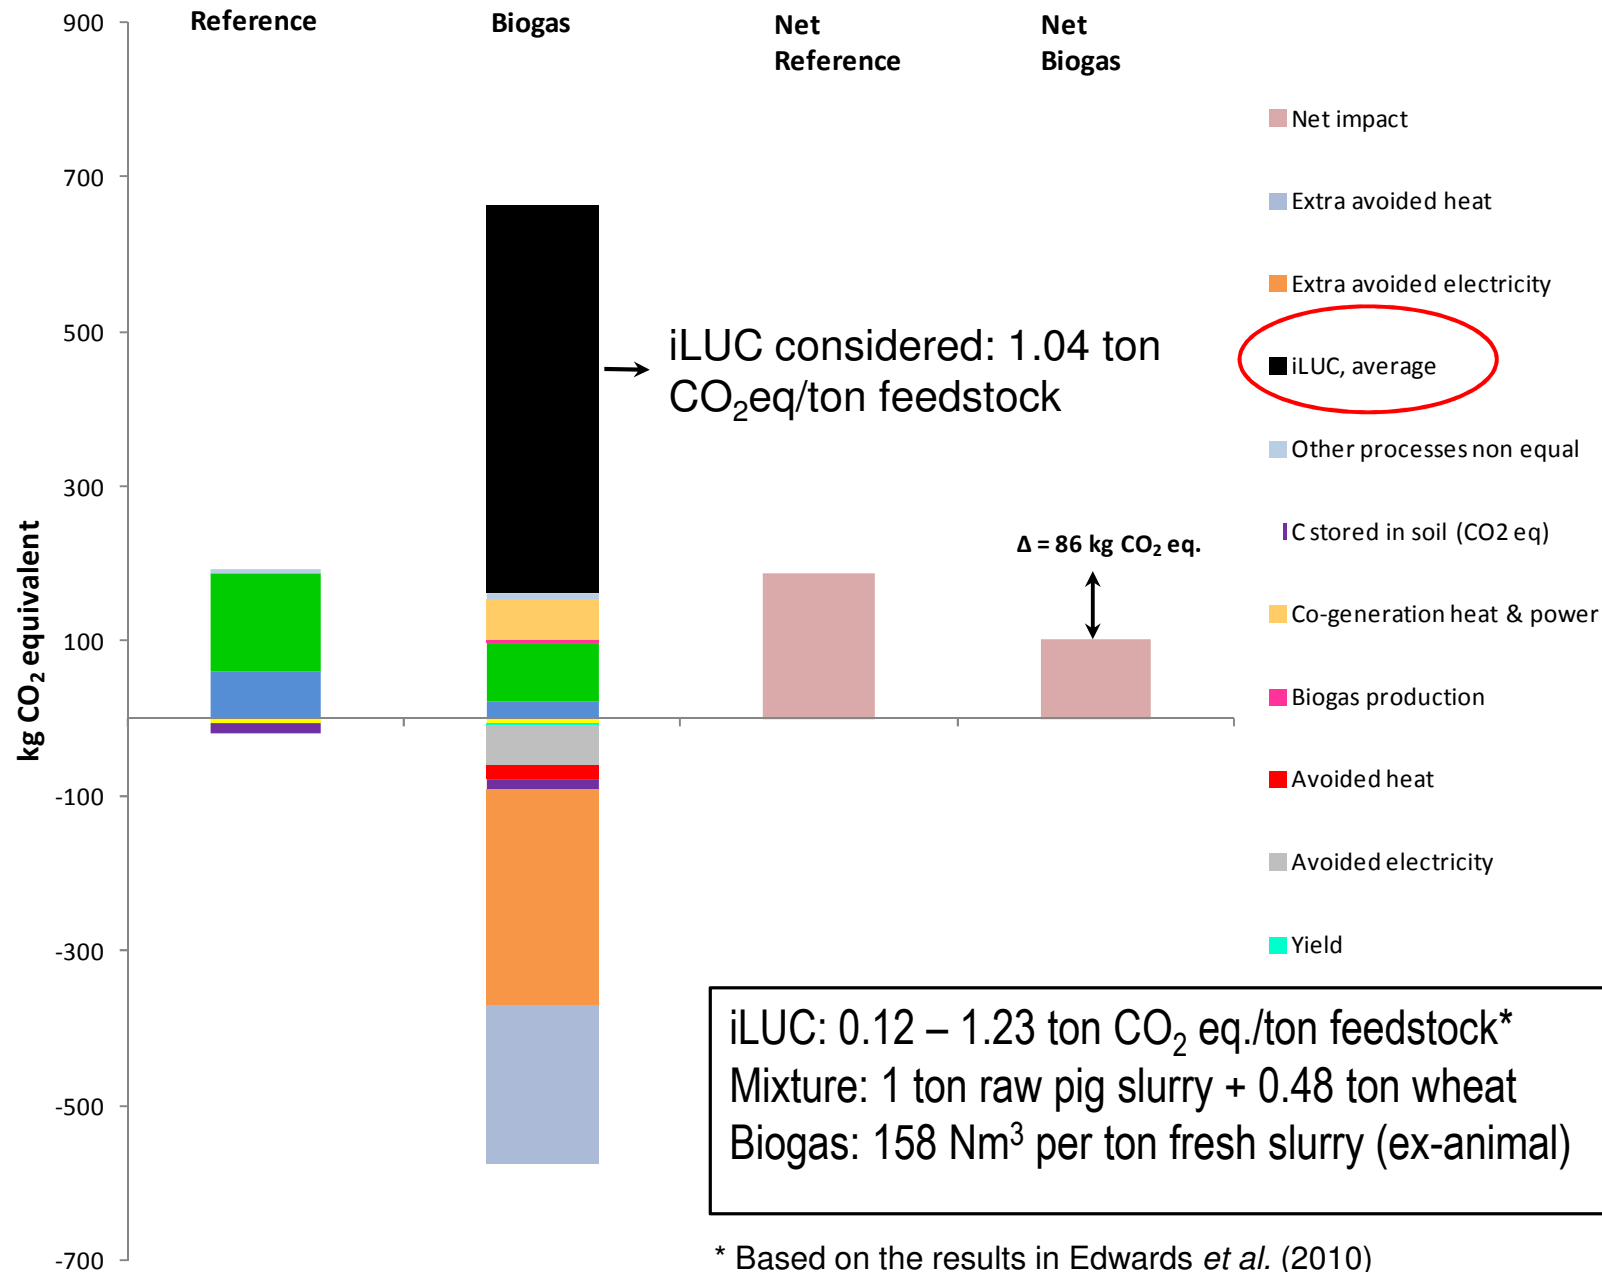 Reference
Biogas
Net
Reference
Net
Biogas
900
700
500
300
100
-100
-300
-500
-700
kg CO₂ equivalent
iLUC considered: 1.04 ton
CO₂eq/ton feedstock
Δ = 86 kg CO₂ eq.
Net impact
Extra avoided heat
Extra avoided electricity
iLUC, average
Other processes non equal
C stored in soil (CO2 eq)
Co-generation heat & power
Biogas production
Avoided heat
Avoided electricity
Yield
iLUC: 0.12 – 1.23 ton CO₂ eq./ton feedstock*
Mixture: 1 ton raw pig slurry + 0.48 ton wheat
Biogas: 158 Nm³ per ton fresh slurry (ex-animal)
* Based on the results in Edwards et al. (2010)